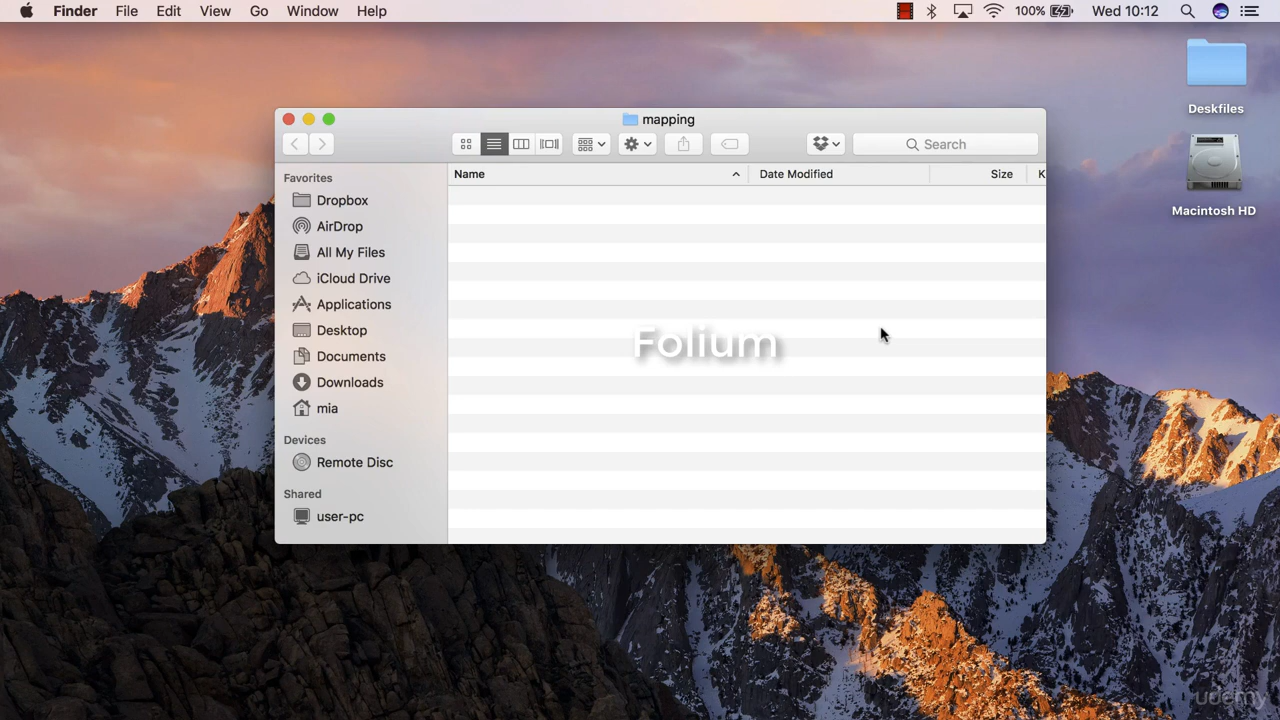 Finder File Edit View Go Window Help 100% Wed 10:12
Deskfiles
Macintosh HD
mapping
Search
Favorites
Dropbox
AirDrop
All My Files
iCloud Drive
Applications
Desktop
Documents
Downloads
mia
Devices
Remote Disc
Shared
user-pc
Name Date Modified Size K
Folium
udemy